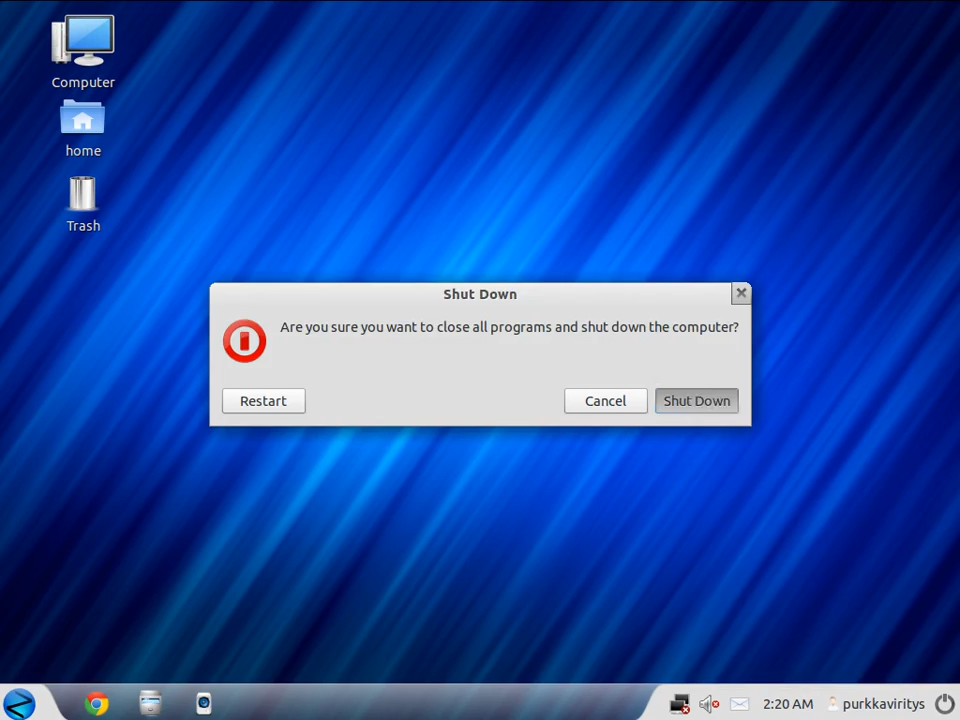 Computer
home
Trash
Shut Down
Are you sure you want to close all programs and shut down the computer?
Restart
Cancel
Shut Down
2:20 AM
purkkaviritys